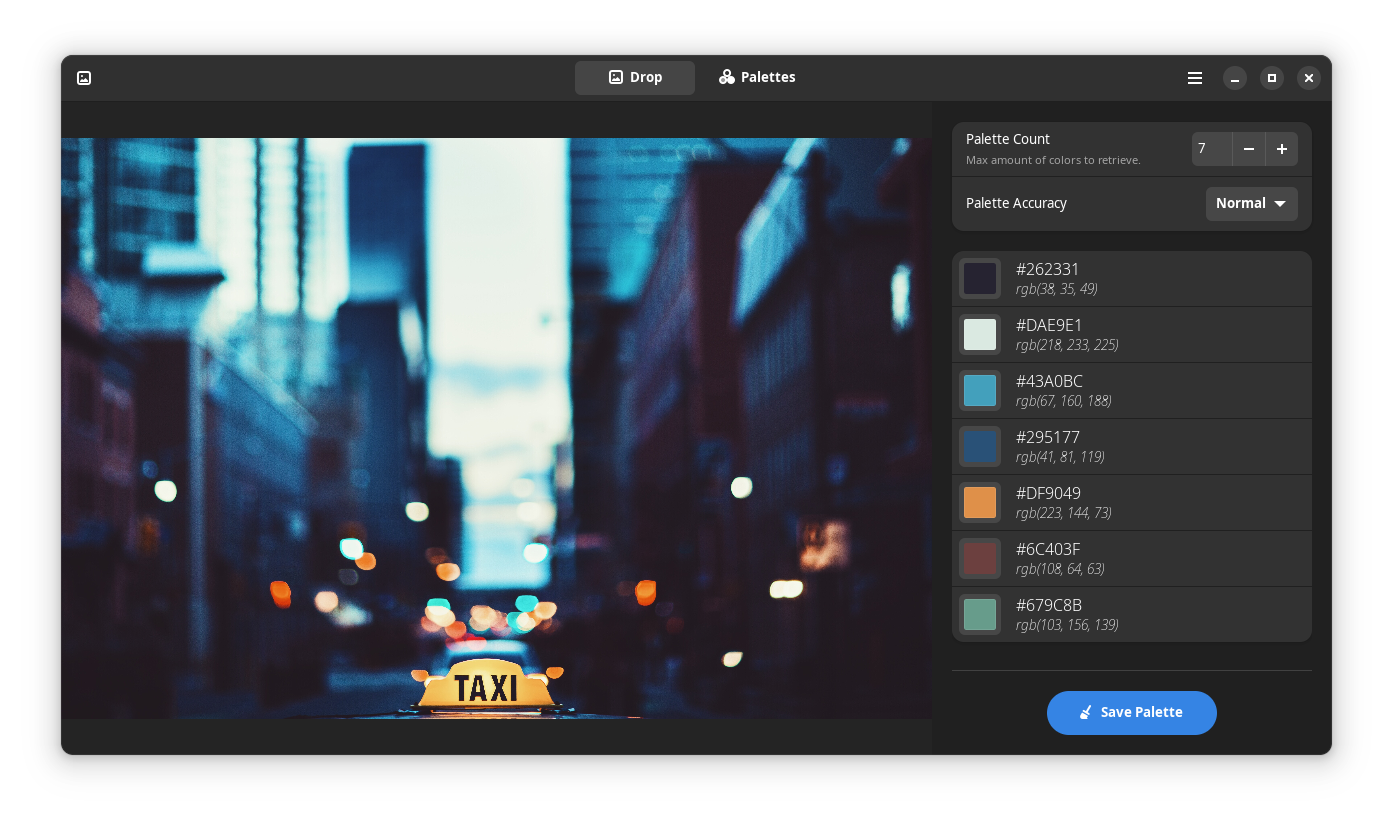 Drop
Palettes
Palette Count
Max amount of colors to retrieve.
7
Palette Accuracy
Normal
#262331
rgb(38, 35, 49)
#DAE9E1
rgb(218, 233, 225)
#43A0BC
rgb(67, 160, 188)
#295177
rgb(41, 81, 119)
#DF9049
rgb(223, 144, 73)
#6C403F
rgb(108, 64, 63)
#679C8B
rgb(103, 156, 139)
Save Palette
TAXI